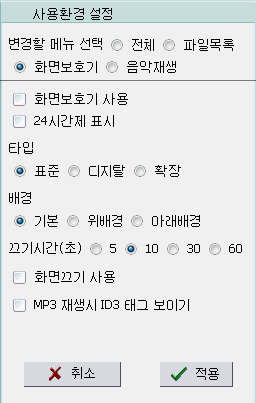 사용환경 설정
변경할 메뉴 선택 전체 파일목록
화면보호기 음악재생
화면보호기 사용
24시간제 표시
타입
표준 디지탈 확장
배경
기본 위배경 아래배경
끄기시간(초) 5 10 30 60
화면끄기 사용
MP3 재생시 ID3 태그 보이기
취소 적용